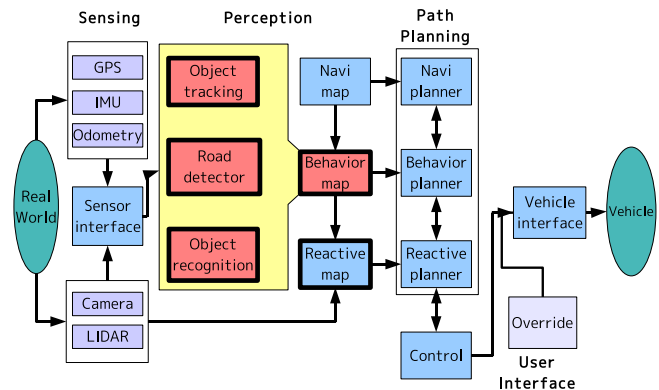 Sensing
Perception
Path
Planning
GPS
IMU
Odometry
Object
tracking
Navi
map
Navi
planner
Real
World
Sensor
interface
Road
detector
Behavior
map
Behavior
planner
Vehicle
interface
Vehicle
Object
recognition
Reactive
map
Reactive
planner
Camera
LIDAR
Control
Override
User
Interface